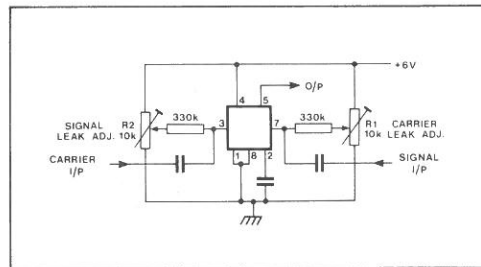 +6V
4 5
O/P
SIGNAL
LEAK ADJ.
R2
10k
330k
3
7
330k
R1
10k
CARRIER
LEAK ADJ.
CARRIER
I/P
1 8 2
SIGNAL
I/P